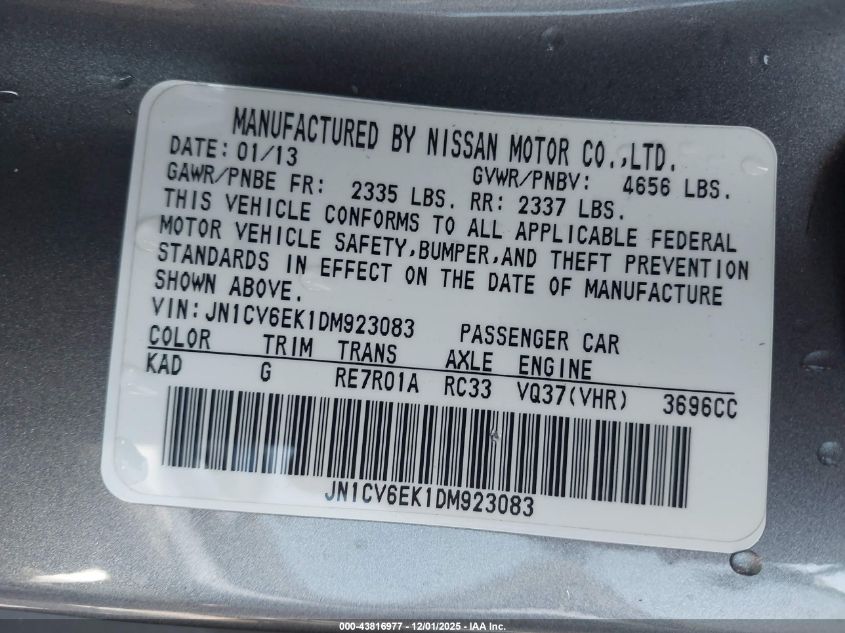 MANUFACTURED BY NISSAN MOTOR CO.,LTD.
DATE: 01/13 GVWR/PNBV: 4656 LBS.
GAWR/PNBE FR: 2335 LBS. RR: 2337 LBS.
THIS VEHICLE CONFORMS TO ALL APPLICABLE FEDERAL
MOTOR VEHICLE SAFETY,BUMPER,AND THEFT PREVENTION
STANDARDS IN EFFECT ON THE DATE OF MANUFACTURE
SHOWN ABOVE.
VIN:JN1CV6EK1DM923083 PASSENGER CAR
COLOR TRIM TRANS AXLE ENGINE
KAD G RE7R01A RC33 VQ37(VHR) 3696CC
JN1CV6EK1DM923083
000-43816977 - 12/01/2025 - IAA Inc.